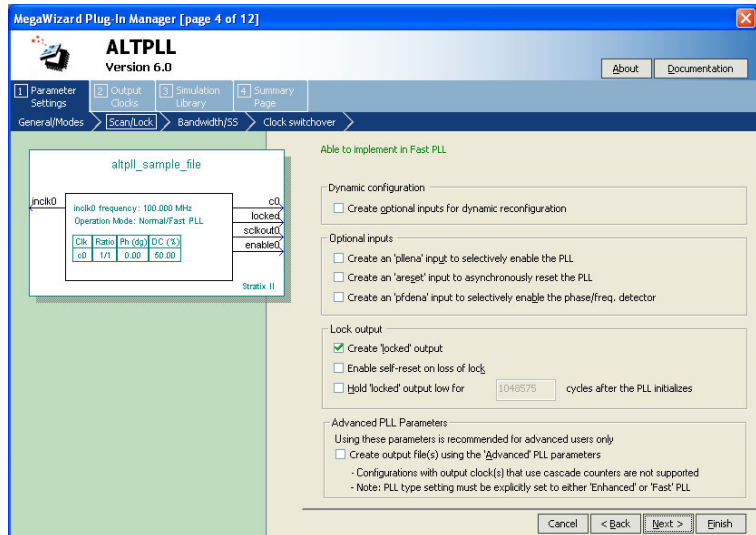 MegaWizard Plug-In Manager [page 4 of 12]
ALTPLL
Version 6.0
About
Documentation
1 Parameter Settings
2 Output Clocks
3 Simulation Library
4 Summary Page
General/Modes
Scan/Lock
Bandwidth/SS
Clock switchover
altpll_sample_file
inclk0
inclk0 frequency: 100.000 MHz
Operation Mode: Normal/Fast PLL
Clk Ratio Ph (dg) DC (%)
c0 1/1 0.00 50.00
c0
locked
sclkout0
enable0
Stratix II
Able to implement in Fast PLL
Dynamic configuration
Create optional inputs for dynamic reconfiguration
Optional inputs
Create an 'pllena' input to selectively enable the PLL
Create an 'areset' input to asynchronously reset the PLL
Create an 'pfdena' input to selectively enable the phase/freq. detector
Lock output
Create 'locked' output
Enable self-reset on loss of lock
Hold 'locked' output low for 1048575 cycles after the PLL initializes
Advanced PLL Parameters
Using these parameters is recommended for advanced users only
Create output file(s) using the 'Advanced' PLL parameters
- Configurations with output clock(s) that use cascade counters are not supported
- Note: PLL type setting must be explicitly set to either 'Enhanced' or 'Fast' PLL
Cancel
< Back
Next >
Finish